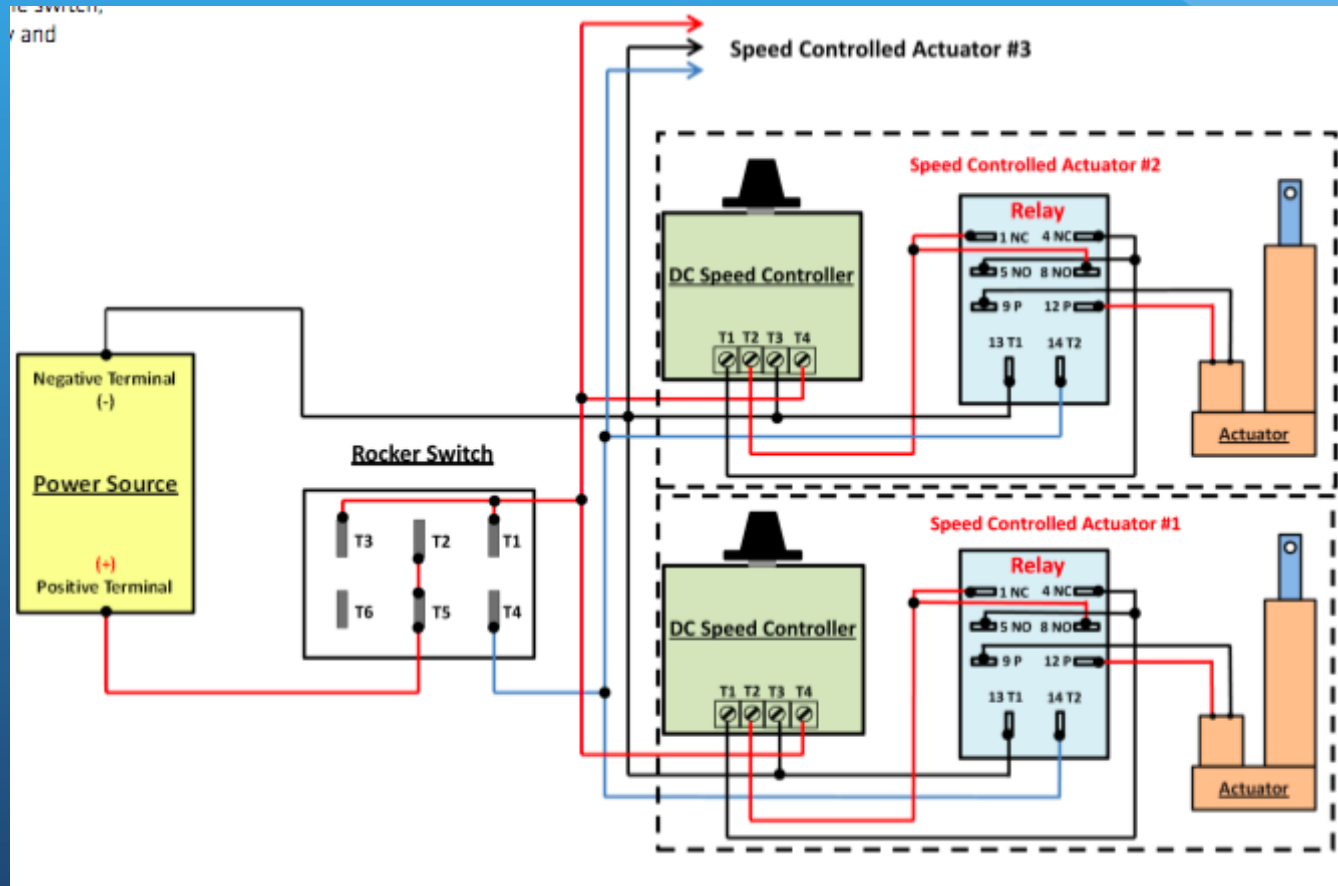 y and
Speed Controlled Actuator #3
Speed Controlled Actuator #2
Relay
1 NC 4 NC
DC Speed Controller
5 NO 8 NO
9 P 12 P
T1 T2 T3 T4
13 T1 14 T2
Actuator
Negative Terminal
(-)
Power Source
(+)
Positive Terminal
Rocker Switch
T3 T2 T1
T6 T5 T4
Speed Controlled Actuator #1
Relay
1 NC 4 NC
DC Speed Controller
5 NO 8 NO
9 P 12 P
T1 T2 T3 T4
13 T1 14 T2
Actuator